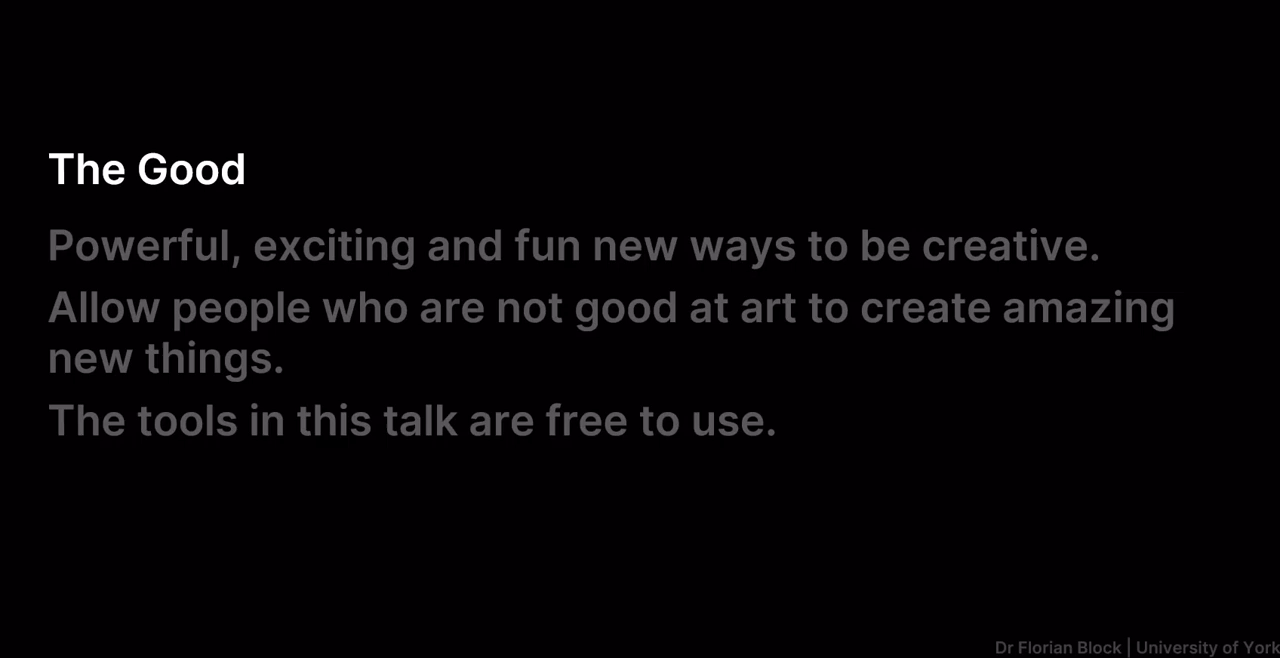 The Good
Powerful, exciting and fun new ways to be creative.
Allow people who are not good at art to create amazing
new things.
The tools in this talk are free to use.
Dr Florian Block | University of York